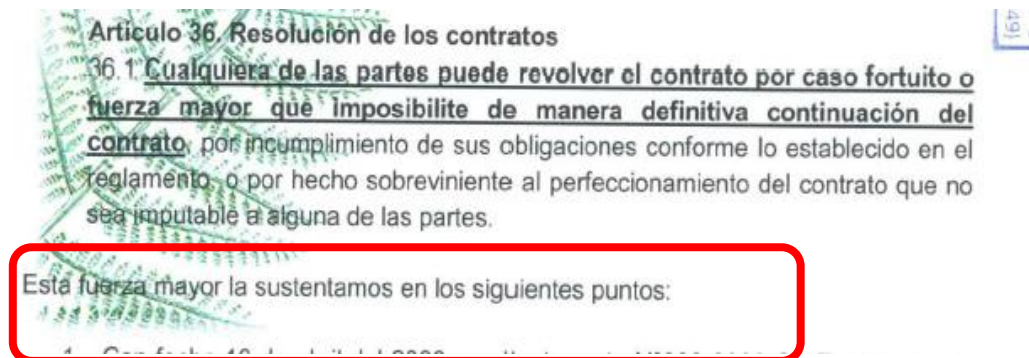 Artículo 36. Resolución de los contratos
36.1 Cualquiera de las partes puede revolver el contrato por caso fortuito o
fuerza mayor que imposibilite de manera definitiva continuación del
contrato, por incumplimiento de sus obligaciones conforme lo establecido en el
reglamento, o por hecho sobreviniente al perfeccionamiento del contrato que no
sea imputable a alguna de las partes.
Esta fuerza mayor la sustentamos en los siguientes puntos: